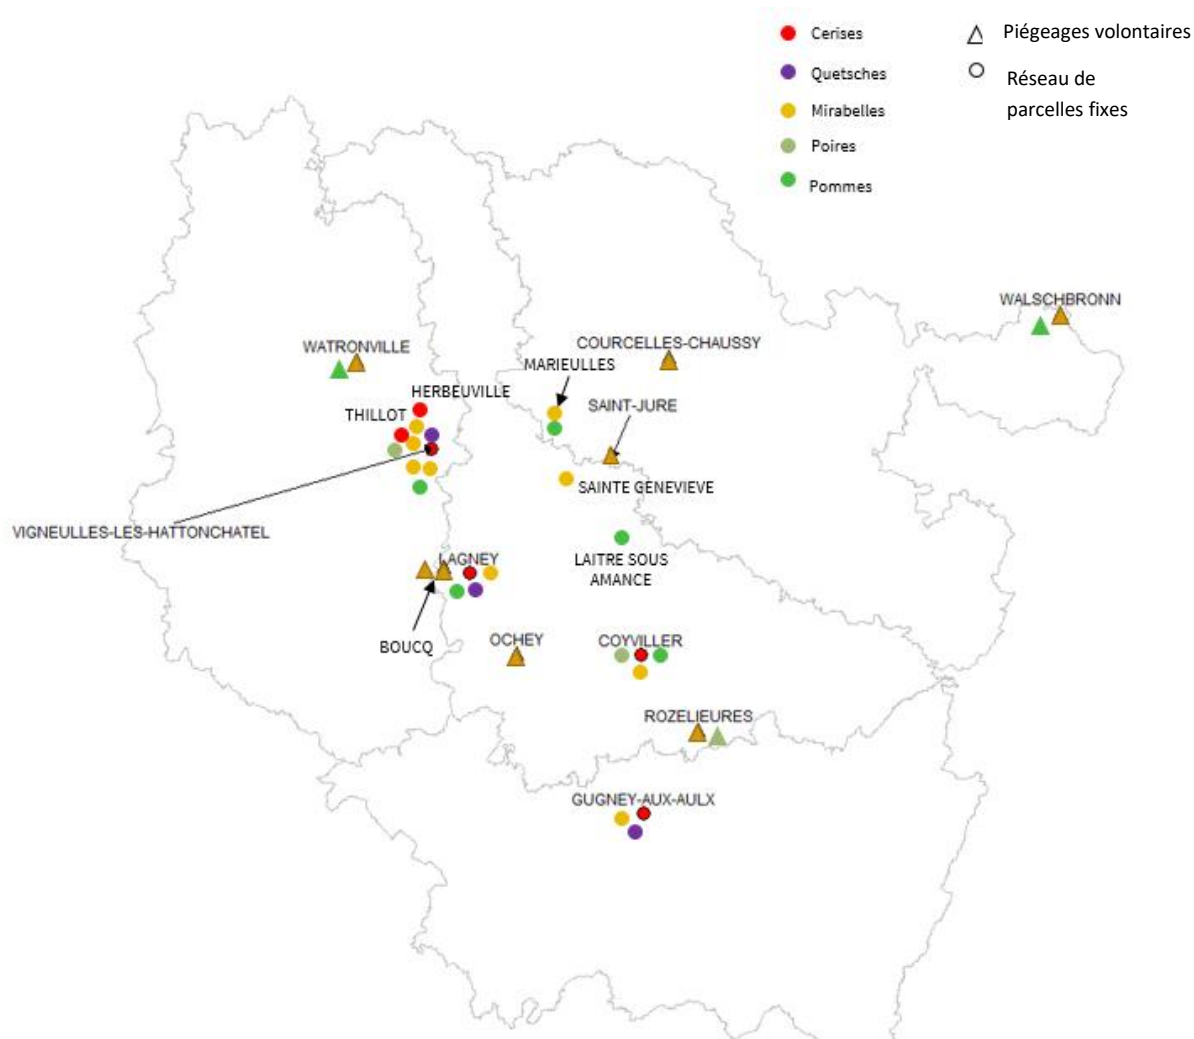 Cerises
Piégeages volontaires
Quetsches
Réseau de
parcelles fixes
Mirabelles
Poires
Pommes
WALSCHBRONN
WATRONVILLE
COURCELLES-CHAUSSY
MARIEULLES
HERBEUVILLE
SAINT-JURE
THILLOT
SAINTE GENEVIEVE
VIGNEULLES-LES-HATTONCHATEL
LAGNEY
LAITRE SOUS
AMANCE
BOUCQ
OCHEY
COYVILLER
ROZELIEURES
GUGNEY-AUX-AULX